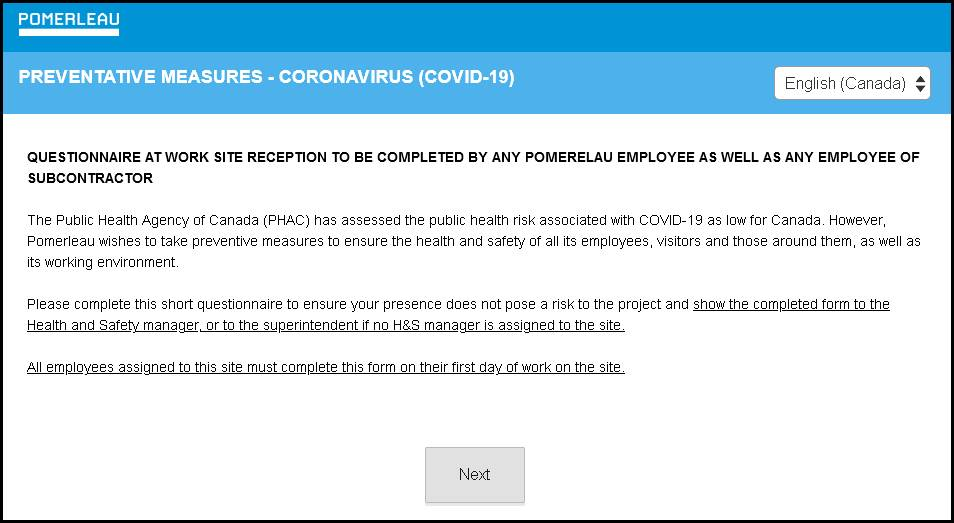 POMERLEAU
PREVENTATIVE MEASURES - CORONAVIRUS (COVID-19)
English (Canada)
QUESTIONNAIRE AT WORK SITE RECEPTION TO BE COMPLETED BY ANY POMERELAU EMPLOYEE AS WELL AS ANY EMPLOYEE OF
SUBCONTRACTOR
The Public Health Agency of Canada (PHAC) has assessed the public health risk associated with COVID-19 as low for Canada. However,
Pomerleau wishes to take preventive measures to ensure the health and safety of all its employees, visitors and those around them, as well as
its working environment.
Please complete this short questionnaire to ensure your presence does not pose a risk to the project and show the completed form to the
Health and Safety manager, or to the superintendent if no H&S manager is assigned to the site.
All employees assigned to this site must complete this form on their first day of work on the site.
Next